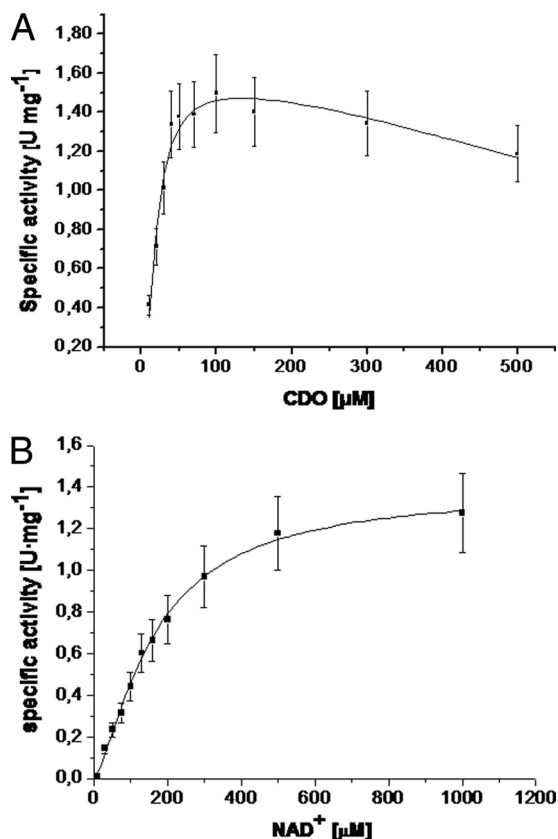 A
Specific activity [U mg⁻¹]
1,80
1,60
1,40
1,20
1,00
0,80
0,60
0,40
0,20
0 100 200 300 400 500
CDO [µM]
B
specific activity [U·mg⁻¹]
1,6
1,4
1,2
1,0
0,8
0,6
0,4
0,2
0,0
0 200 400 600 800 1000 1200
NAD⁺ [µM]